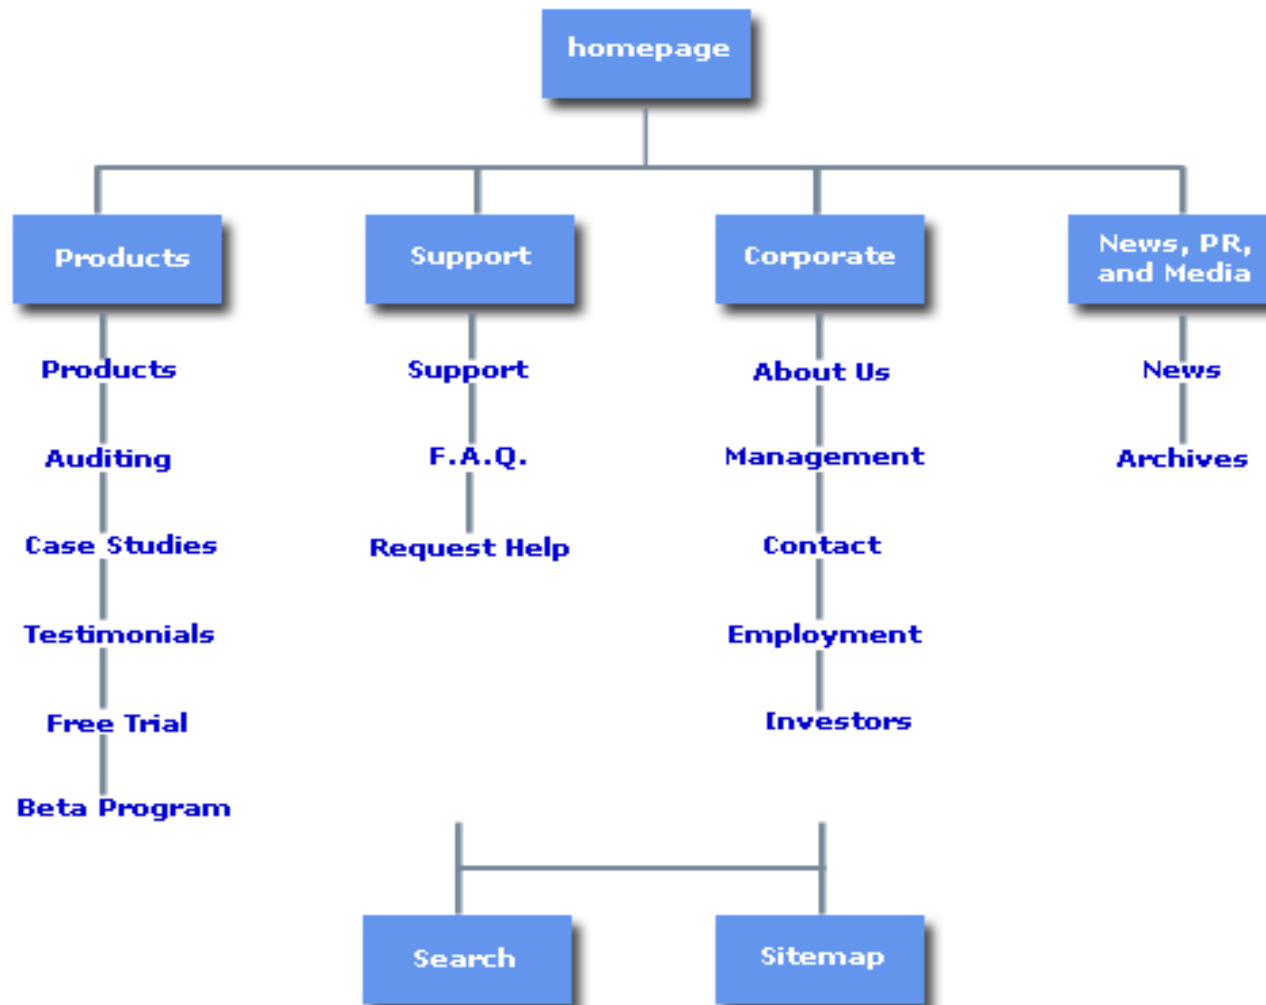 homepage
Products
Support
Corporate
News, PR,
and Media
Products
Auditing
Case Studies
Testimonials
Free Trial
Beta Program
Support
F.A.Q.
Request Help
About Us
Management
Contact
Employment
Investors
News
Archives
Search
Sitemap